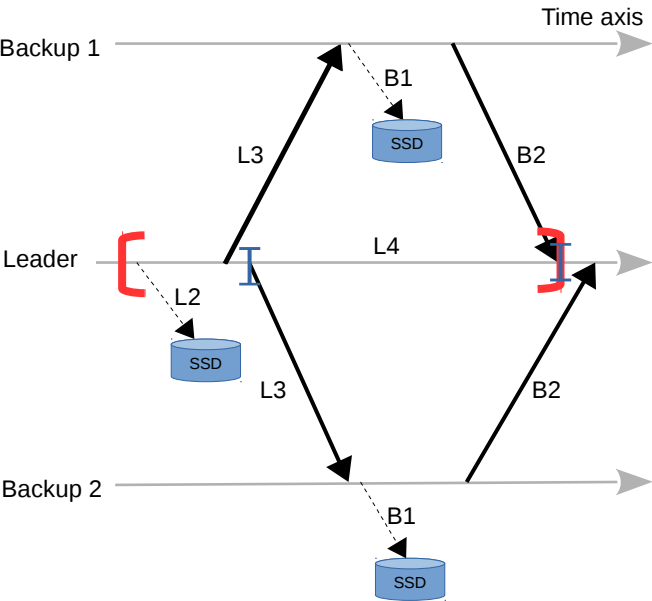 Time axis
Backup 1
B1
SSD
L3
B2
L4
Leader
L2
SSD
L3
B2
Backup 2
B1
SSD